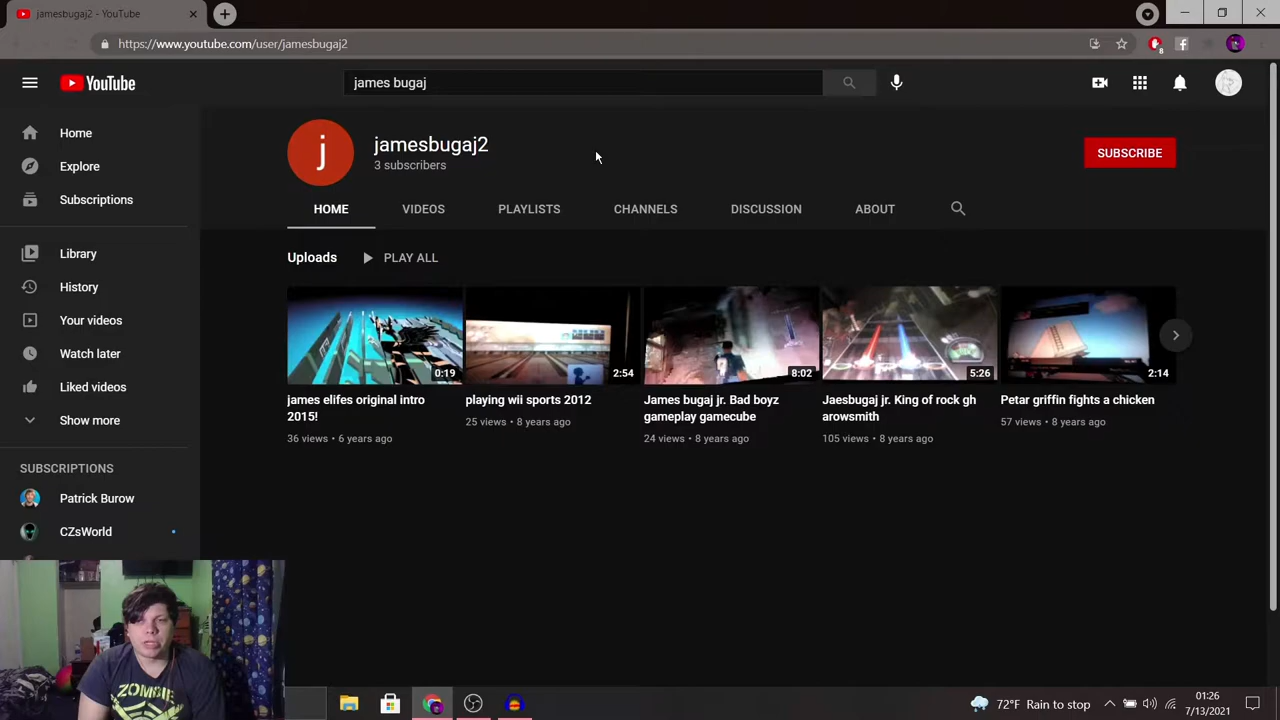 jamesbugaj2 - YouTube
https://www.youtube.com/user/jamesbugaj2
8
YouTube
james bugaj
Home
Explore
Subscriptions
Library
History
Your videos
Watch later
Liked videos
Show more
SUBSCRIPTIONS
Patrick Burow
CZsWorld
j
jamesbugaj2
3 subscribers
SUBSCRIBE
HOME VIDEOS PLAYLISTS CHANNELS DISCUSSION ABOUT
Uploads PLAY ALL
0:19
james elifes original intro
2015!
36 views • 6 years ago
2:54
playing wii sports 2012
25 views • 8 years ago
8:02
James bugaj jr. Bad boyz
gameplay gamecube
24 views • 8 years ago
5:26
Jaesbugaj jr. King of rock gh
arowsmith
105 views • 8 years ago
2:14
Petar griffin fights a chicken
57 views • 8 years ago
ZOMBIE
72°F Rain to stop
01:26
7/13/2021